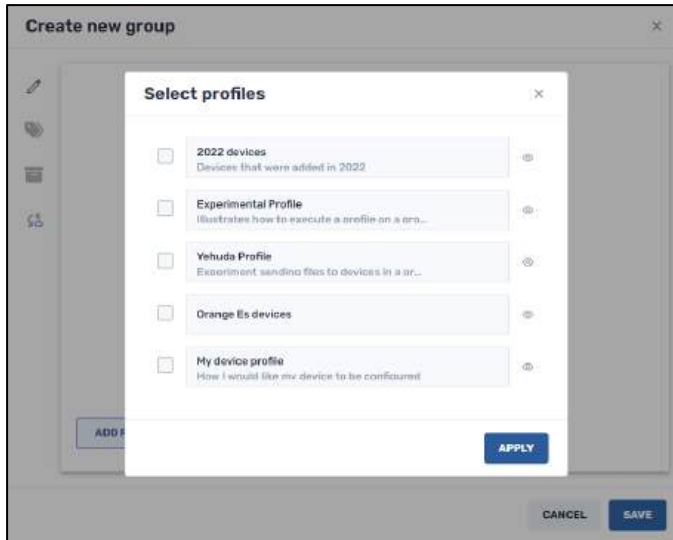 Create new group
Select profiles
2022 devices
Devices that were added in 2022
Experimental Profile
Illustrates how to execute a profile on a gro...
Yehuda Profile
Experiment sending files to devices in a gr...
Orange Es devices
My device profile
How I would like my device to be configured
ADD
APPLY
CANCEL
SAVE